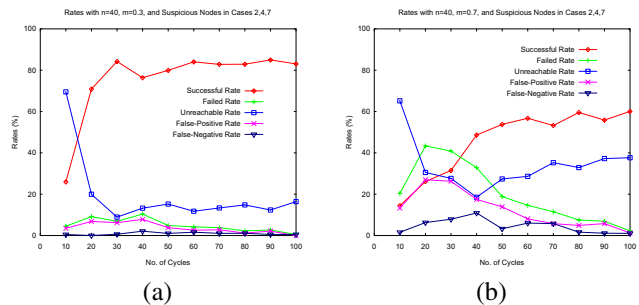 Rates with n=40, m=0.3, and Suspicious Nodes in Cases 2,4,7
Rates (%)
100
80
60
40
20
0
Successful Rate
Failed Rate
Unreachable Rate
False-Positive Rate
False-Negative Rate
0 10 20 30 40 50 60 70 80 90 100
No. of Cycles
(a)
Rates with n=40, m=0.7, and Suspicious Nodes in Cases 2,4,7
Rates (%)
100
80
60
40
20
0
Successful Rate
Failed Rate
Unreachable Rate
False-Positive Rate
False-Negative Rate
0 10 20 30 40 50 60 70 80 90 100
No. of Cycles
(b)